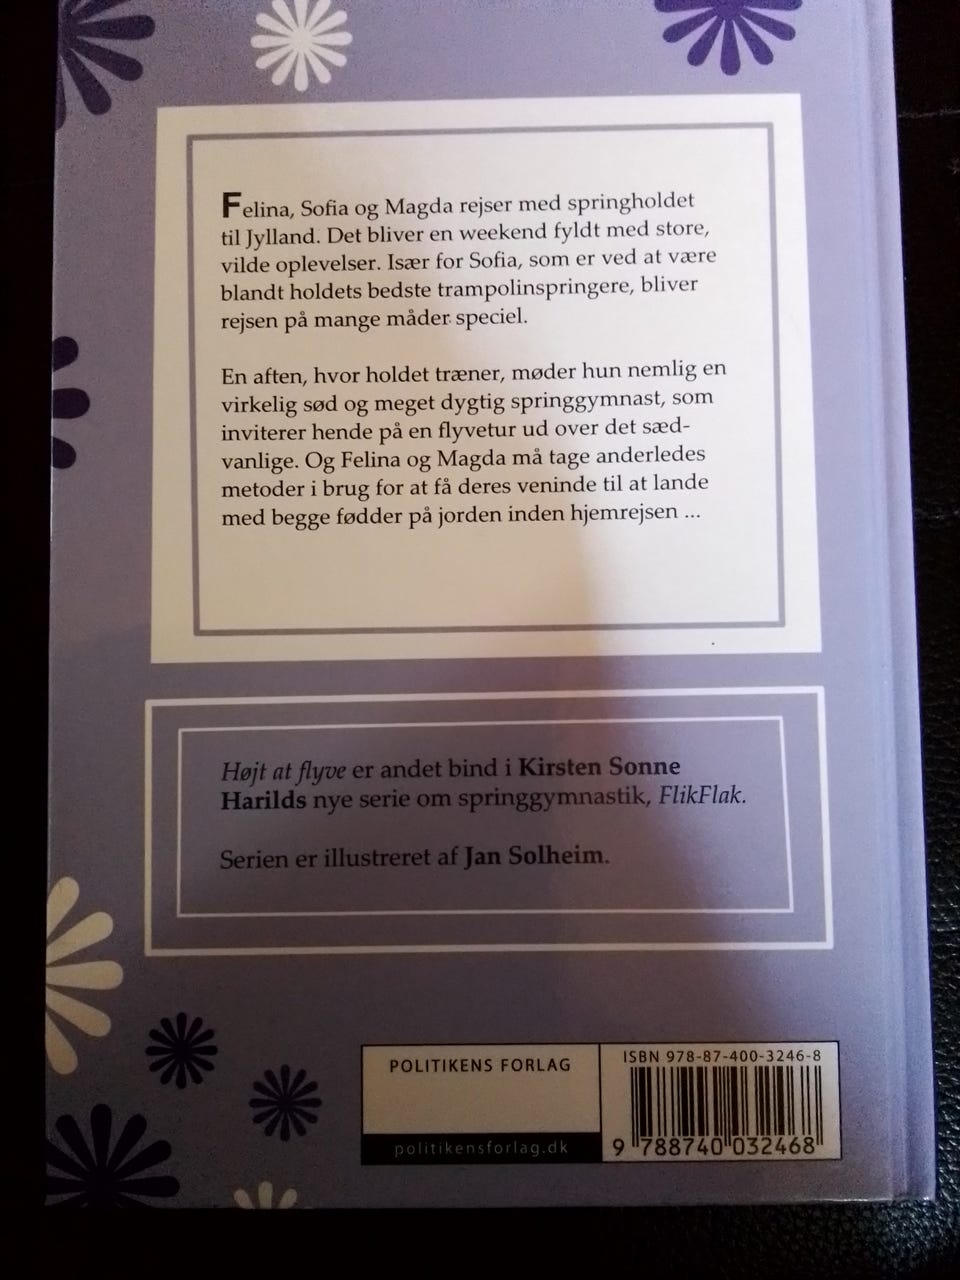 Felina, Sofia og Magda rejser med springholdet
til Jylland. Det bliver en weekend fyldt med store,
vilde oplevelser. Især for Sofia, som er ved at være
blandt holdets bedste trampolinspringere, bliver
rejsen på mange måder speciel.
En aften, hvor holdet træner, møder hun nemlig en
virkelig sød og meget dygtig springgymnast, som
inviterer hende på en flyvetur ud over det sæd-
vanlige. Og Felina og Magda må tage anderledes
metoder i brug for at få deres veninde til at lande
med begge fødder på jorden inden hjemrejsen ...
Højt at flyve er andet bind i Kirsten Sonne
Harilds nye serie om springgymnastik, FlikFlak.
Serien er illustreret af Jan Solheim.
POLITIKENS FORLAG
politikensforlag.dk
ISBN 978-87-400-3246-8
9 788740 032468